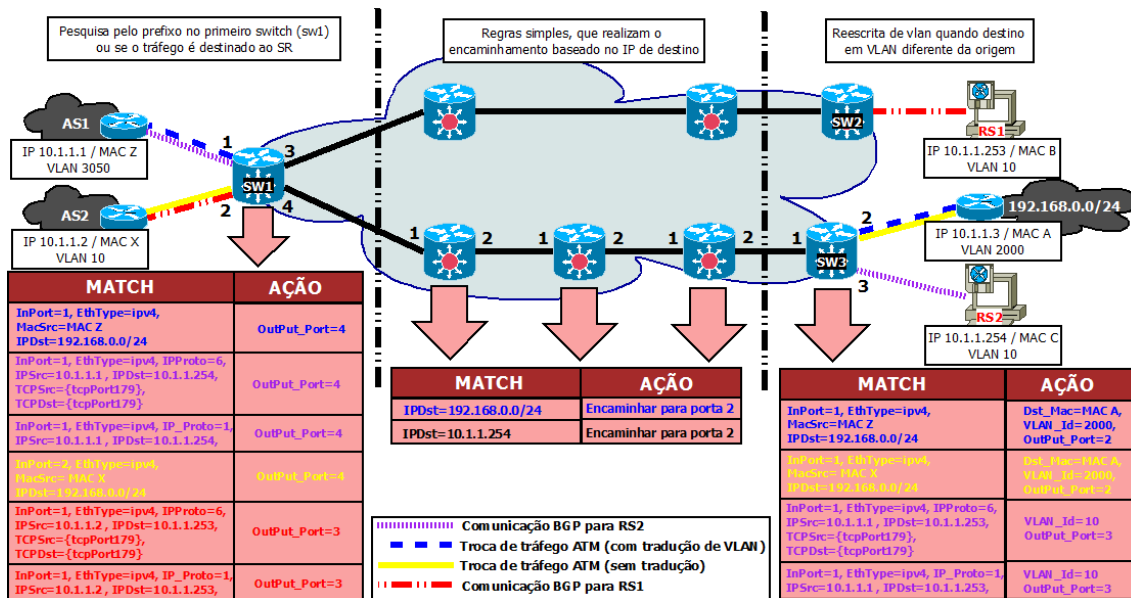 Pesquisa pelo prefixo no primeiro switch (sw1)
ou se o tráfego é destinado ao SR
Regras simples, que realizam o
encaminhamento baseado no IP de destino
Reescrita de vlan quando destino
em VLAN diferente da origem
AS1
IP 10.1.1.1 / MAC Z
VLAN 3050
AS2
IP 10.1.1.2 / MAC X
VLAN 10
1
2
3
4
SW1
SW2
RS1
IP 10.1.1.253 / MAC B
VLAN 10
1
2
1
2
1
2
1
2
3
SW3
192.168.0.0/24
IP 10.1.1.3 / MAC A
VLAN 2000
RS2
IP 10.1.1.254 / MAC C
VLAN 10
MATCH
AÇÃO
InPort=1, EthType=ipv4,
MacSrc=MAC Z
IPDst=192.168.0.0/24
OutPut_Port=4
InPort=1, EthType=ipv4, IPProto=6,
IPSrc=10.1.1.1 , IPDst=10.1.1.254,
TCPSrc={tcpPort179},
TCPDst={tcpPort179}
OutPut_Port=4
InPort=1, EthType=ipv4, IP_Proto=1,
IPSrc=10.1.1.1 , IPDst=10.1.1.254,
OutPut_Port=4
InPort=2, EthType=ipv4,
MacSrc= MAC X
IPDst=192.168.0.0/24
OutPut_Port=4
InPort=1, EthType=ipv4, IPProto=6,
IPSrc=10.1.1.2 , IPDst=10.1.1.253,
TCPSrc={tcpPort179},
TCPDst={tcpPort179}
OutPut_Port=3
InPort=1, EthType=ipv4, IP_Proto=1,
IPSrc=10.1.1.2 , IPDst=10.1.1.253,
OutPut_Port=3
MATCH
AÇÃO
IPDst=192.168.0.0/24
Encaminhar para porta 2
IPDst=10.1.1.254
Encaminhar para porta 2
Comunicação BGP para RS2
Troca de tráfego ATM (com tradução de VLAN)
Troca de tráfego ATM (sem tradução)
Comunicação BGP para RS1
MATCH
AÇÃO
InPort=1, EthType=ipv4,
MacSrc=MAC Z
IPDst=192.168.0.0/24
Dst_Mac=MAC A,
VLAN_Id=2000,
OutPut_Port=2
InPort=1, EthType=ipv4,
MacSrc= MAC X
IPDst=192.168.0.0/24
Dst_Mac=MAC A,
VLAN_Id=2000,
OutPut_Port=2
InPort=1, EthType=ipv4, IPProto=6,
IPSrc=10.1.1.1 , IPDst=10.1.1.253,
TCPSrc={tcpPort179},
TCPDst={tcpPort179}
VLAN_Id=10
OutPut_Port=3
InPort=1, EthType=ipv4, IP_Proto=1,
IPSrc=10.1.1.1 , IPDst=10.1.1.253,
VLAN_Id=10
OutPut_Port=3